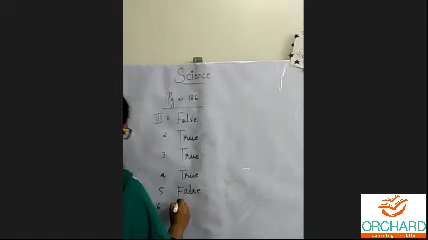 Science
Pg no 186
III 1 False
2 True
3 True
4 True
5 False
6
ORCHARD